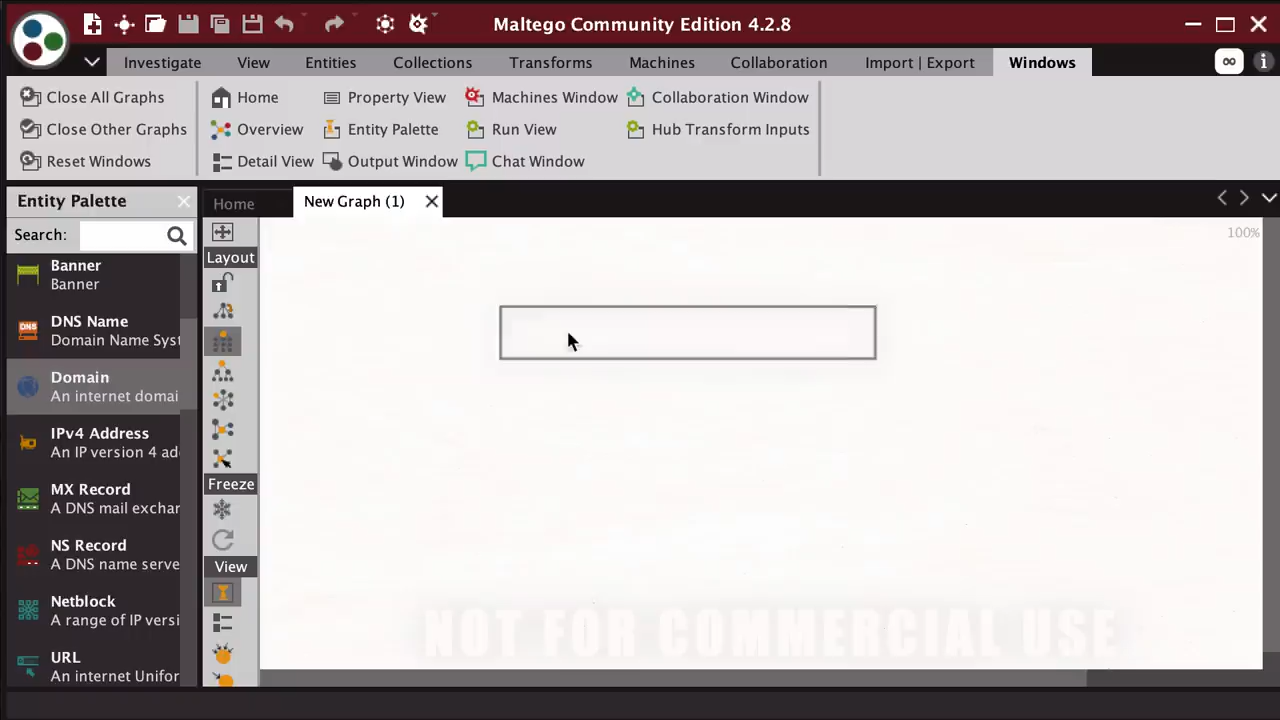 Maltego Community Edition 4.2.8
Investigate View Entities Collections Transforms Machines Collaboration Import | Export Windows
Close All Graphs Home Property View Machines Window Collaboration Window
Close Other Graphs Overview Entity Palette Run View Hub Transform Inputs
Reset Windows Detail View Output Window Chat Window
Entity Palette
Home New Graph (1)
Search:
100%
Layout
Banner
Banner
DNS Name
DNS
Domain Name Syst
Domain
An internet domai
IPv4 Address
An IP version 4 ad
MX Record
A DNS mail exchar
Freeze
NS Record
A DNS name serve
View
Netblock
A range of IP versi
URL
An internet Unifor
NOT FOR COMMERCIAL USE